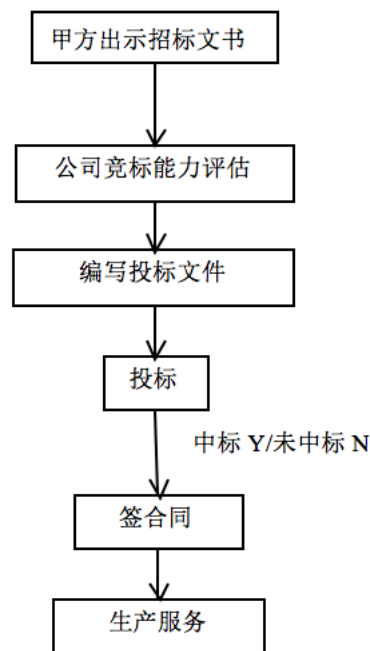 甲方出示招标文书
公司竞标能力评估
编写投标文件
投标
中标 Y/未中标 N
签合同
生产服务